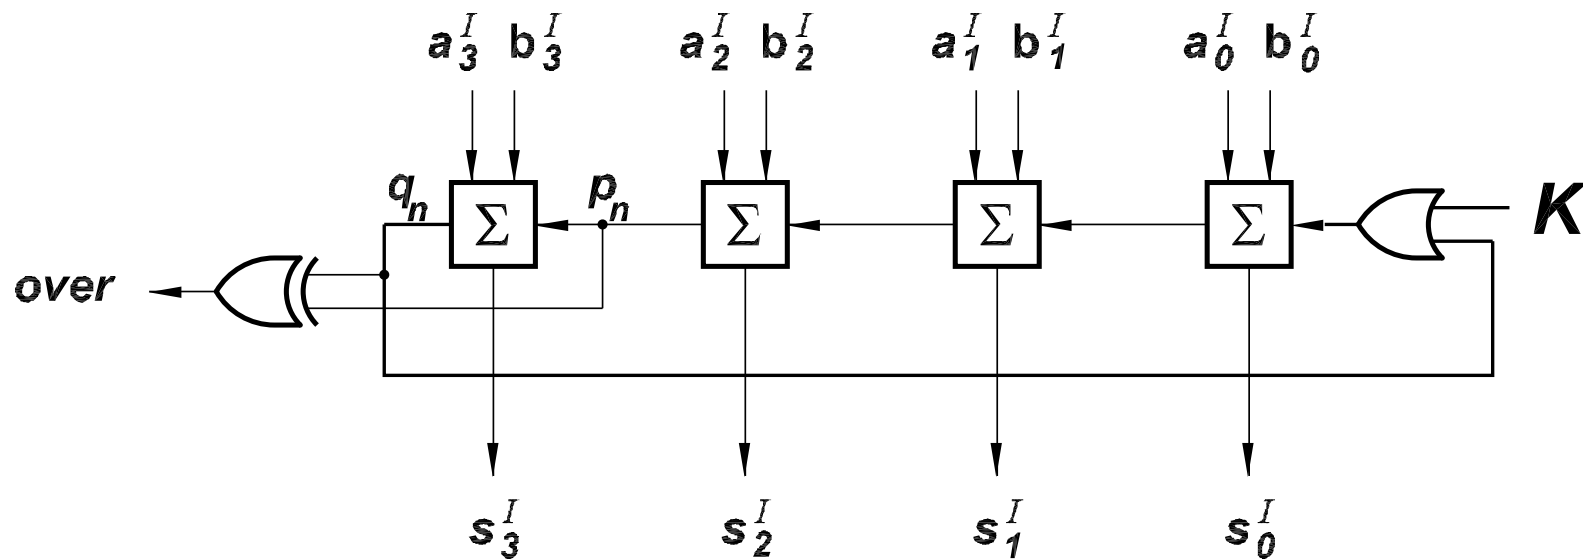 a₃ᴵ b₃ᴵ a₂ᴵ b₂ᴵ a₁ᴵ b₁ᴵ a₀ᴵ b₀ᴵ
qₙ Σ pₙ Σ Σ Σ K
over
s₃ᴵ s₂ᴵ s₁ᴵ s₀ᴵ